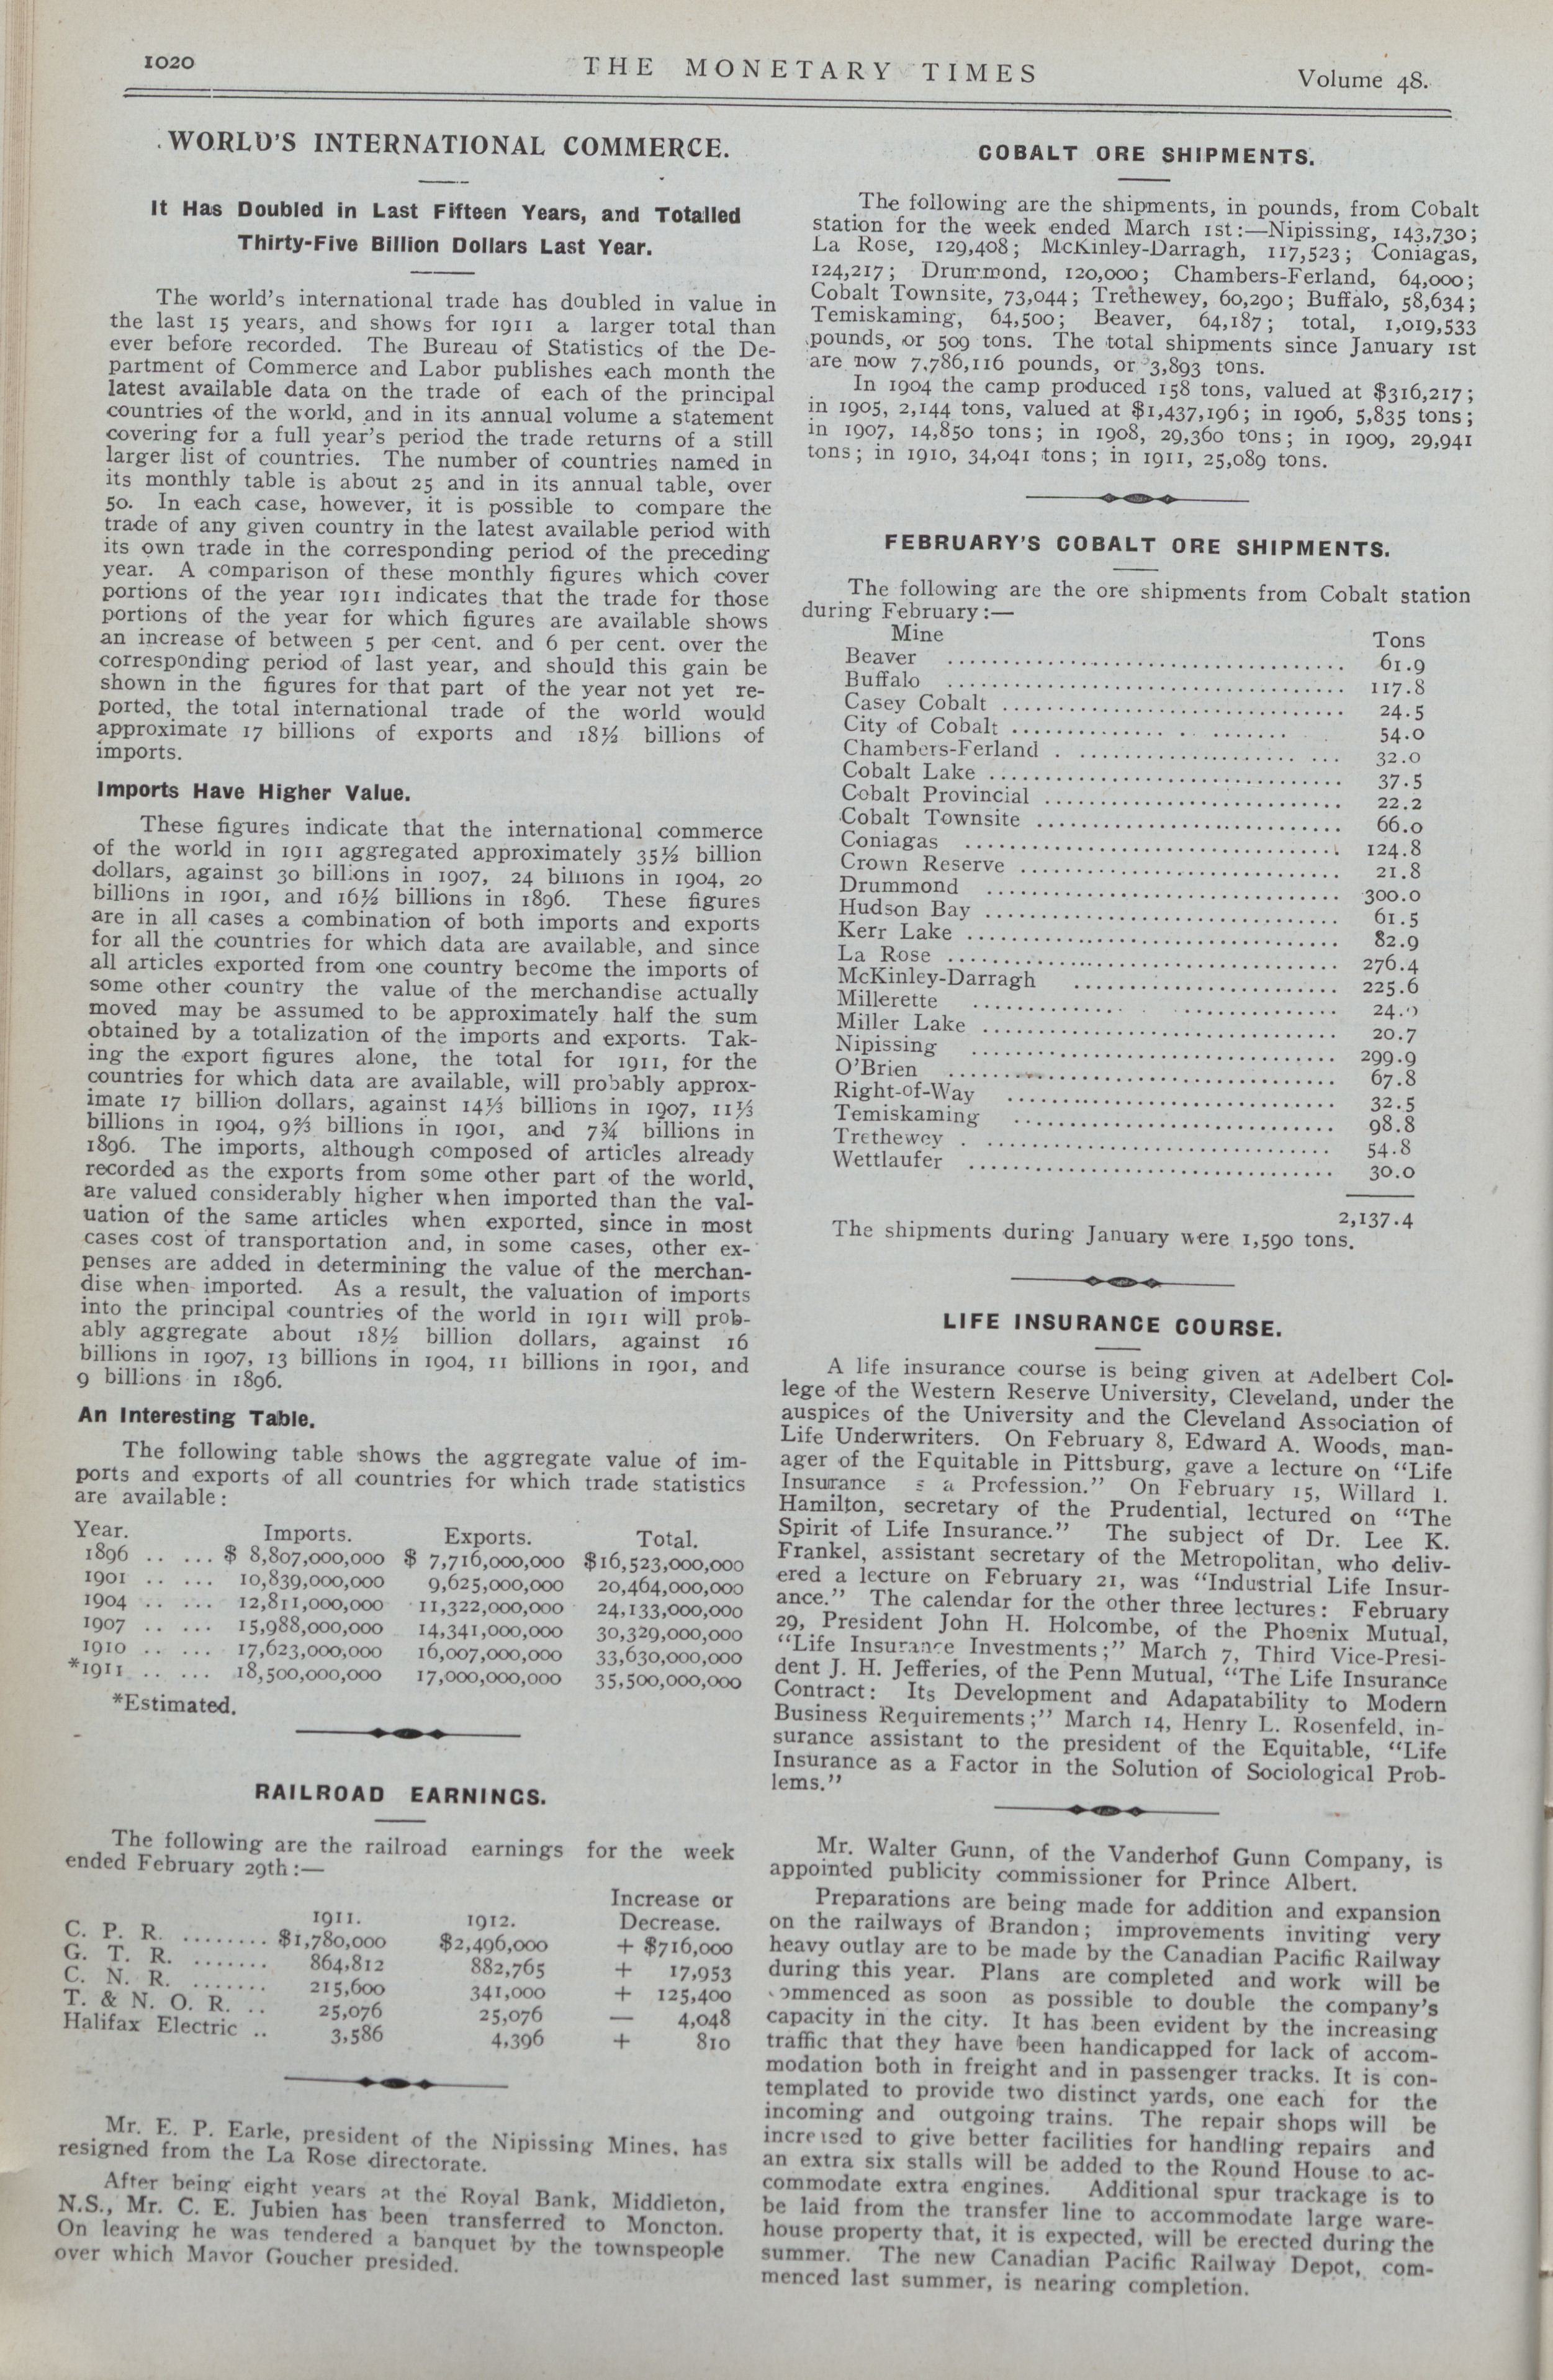 1020
THE MONETARY TIMES
Volume 48.
WORLD'S INTERNATIONAL COMMERCE.
It Has Doubled in Last Fifteen Years, and Totalled
Thirty-Five Billion Dollars Last Year.
The world's international trade has doubled in value in
the last 15 years, and shows for 1911 a larger total than
ever before recorded. The Bureau of Statistics of the De-
partment of Commerce and Labor publishes each month the
latest available data on the trade of each of the principal
countries of the world, and in its annual volume a statement
covering for a full year's period the trade returns of a still
larger list of countries. The number of countries named in
its monthly table is about 25 and in its annual table, over
50. In each case, however, it is possible to compare the
trade of any given country in the latest available period with
its own trade in the corresponding period of the preceding
year. A comparison of these monthly figures which cover
portions of the year 1911 indicates that the trade for those
portions of the year for which figures are available shows
an increase of between 5 per cent. and 6 per cent. over the
corresponding period of last year, and should this gain be
shown in the figures for that part of the year not yet re-
ported, the total international trade of the world would
approximate 17 billions of exports and 18½ billions of
imports.
Imports Have Higher Value.
These figures indicate that the international commerce
of the world in 1911 aggregated approximately 35½ billion
dollars, against 30 billions in 1907, 24 billions in 1904, 20
billions in 1901, and 16½ billions in 1896. These figures
are in all cases a combination of both imports and exports
for all the countries for which data are available, and since
all articles exported from one country become the imports of
some other country the value of the merchandise actually
moved may be assumed to be approximately half the sum
obtained by a totalization of the imports and exports. Tak-
ing the export figures alone, the total for 1911, for the
countries for which data are available, will probably approx-
imate 17 billion dollars, against 14⅓ billions in 1907, 11⅓
billions in 1904, 9⅔ billions in 1901, and 7¾ billions in
1896. The imports, although composed of articles already
recorded as the exports from some other part of the world,
are valued considerably higher when imported than the val-
uation of the same articles when exported, since in most
cases cost of transportation and, in some cases, other ex-
penses are added in determining the value of the merchan-
dise when imported. As a result, the valuation of imports
into the principal countries of the world in 1911 will prob-
ably aggregate about 18½ billion dollars, against 16
billions in 1907, 13 billions in 1904, 11 billions in 1901, and
9 billions in 1896.
An Interesting Table.
The following table shows the aggregate value of im-
ports and exports of all countries for which trade statistics
are available:
Year. Imports. Exports. Total.
1896 .. ... $ 8,807,000,000 $ 7,716,000,000 $16,523,000,000
1901 .. ... 10,839,000,000 9,625,000,000 20,464,000,000
1904 .. ... 12,811,000,000 11,322,000,000 24,133,000,000
1907 .. ... 15,988,000,000 14,341,000,000 30,329,000,000
1910 .. ... 17,623,000,000 16,007,000,000 33,630,000,000
*1911 .. ... 18,500,000,000 17,000,000,000 35,500,000,000
*Estimated.
RAILROAD EARNINGS.
The following are the railroad earnings for the week
ended February 29th:—
Increase or
1911. 1912. Decrease.
C. P. R. ........ $1,780,000 $2,496,000 + $716,000
G. T. R. ....... 864,812 882,765 + 17,953
C. N. R. ....... 215,600 341,000 + 125,400
T. & N. O. R. .. 25,076 25,076 — 4,048
Halifax Electric .. 3,586 4,396 + 810
Mr. E. P. Earle, president of the Nipissing Mines, has
resigned from the La Rose directorate.
After being eight years at the Royal Bank, Middleton,
N.S., Mr. C. E. Jubien has been transferred to Moncton.
On leaving he was tendered a banquet by the townspeople
over which Mayor Goucher presided.
COBALT ORE SHIPMENTS.
The following are the shipments, in pounds, from Cobalt
station for the week ended March 1st:—Nipissing, 143,730;
La Rose, 129,408; McKinley-Darragh, 117,523; Coniagas,
124,217; Drummond, 120,000; Chambers-Ferland, 64,000;
Cobalt Townsite, 73,044; Trethewey, 60,290; Buffalo, 58,634;
Temiskaming, 64,500; Beaver, 64,187; total, 1,019,533
pounds, or 509 tons. The total shipments since January 1st
are now 7,786,116 pounds, or 3,893 tons.
In 1904 the camp produced 158 tons, valued at $316,217;
in 1905, 2,144 tons, valued at $1,437,196; in 1906, 5,835 tons;
in 1907, 14,850 tons; in 1908, 29,360 tons; in 1909, 29,941
tons; in 1910, 34,041 tons; in 1911, 25,089 tons.
FEBRUARY'S COBALT ORE SHIPMENTS.
The following are the ore shipments from Cobalt station
during February:—
Mine Tons
Beaver 61.9
Buffalo 117.8
Casey Cobalt 24.5
City of Cobalt 54.0
Chambers-Ferland 32.0
Cobalt Lake 37.5
Cobalt Provincial 22.2
Cobalt Townsite 66.0
Coniagas 124.8
Crown Reserve 21.8
Drummond 300.0
Hudson Bay 61.5
Kerr Lake 82.9
La Rose 276.4
McKinley-Darragh 225.6
Millerette
Miller Lake 20.7
Nipissing 299.9
O'Brien 67.8
Right-of-Way 32.5
Temiskaming 98.8
Trethewey 54.8
Wettlaufer 30.0
2,137.4
The shipments during January were 1,590 tons.
LIFE INSURANCE COURSE.
A life insurance course is being given at Adelbert Col-
lege of the Western Reserve University, Cleveland, under the
auspices of the University and the Cleveland Association of
Life Underwriters. On February 8, Edward A. Woods, man-
ager of the Equitable in Pittsburg, gave a lecture on "Life
Insurance a Profession." On February 15, Willard I.
Hamilton, secretary of the Prudential, lectured on "The
Spirit of Life Insurance." The subject of Dr. Lee K.
Frankel, assistant secretary of the Metropolitan, who deliv-
ered a lecture on February 21, was "Industrial Life Insur-
ance." The calendar for the other three lectures: February
29, President John H. Holcombe, of the Phoenix Mutual,
"Life Insurance Investments;" March 7, Third Vice-Presi-
dent J. H. Jefferies, of the Penn Mutual, "The Life Insurance
Contract: Its Development and Adapatability to Modern
Business Requirements;" March 14, Henry L. Rosenfeld, in-
surance assistant to the president of the Equitable, "Life
Insurance as a Factor in the Solution of Sociological Prob-
lems."
Mr. Walter Gunn, of the Vanderhof Gunn Company, is
appointed publicity commissioner for Prince Albert.
Preparations are being made for addition and expansion
on the railways of Brandon; improvements inviting very
heavy outlay are to be made by the Canadian Pacific Railway
during this year. Plans are completed and work will be
commenced as soon as possible to double the company's
capacity in the city. It has been evident by the increasing
traffic that they have been handicapped for lack of accom-
modation both in freight and in passenger tracks. It is con-
templated to provide two distinct yards, one each for the
incoming and outgoing trains. The repair shops will be
increased to give better facilities for handling repairs and
an extra six stalls will be added to the Round House to ac-
commodate extra engines. Additional spur trackage is to
be laid from the transfer line to accommodate large ware-
house property that, it is expected, will be erected during the
summer. The new Canadian Pacific Railway Depot, com-
menced last summer, is nearing completion.